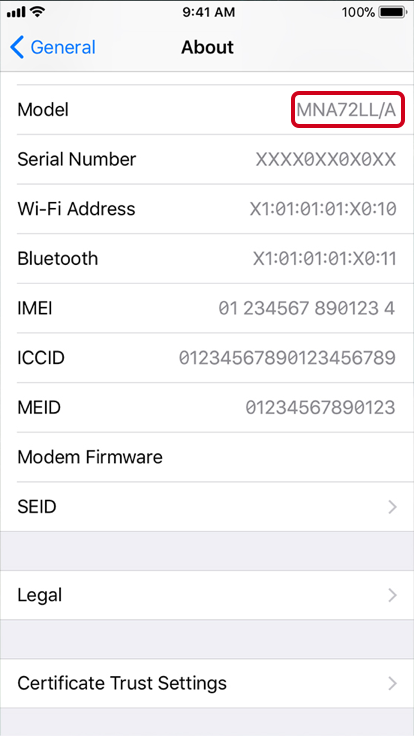 9:41 AM 100%
General About
Model MNA72LL/A
Serial Number XXXX0XX0X0XX
Wi-Fi Address X1:01:01:01:X0:10
Bluetooth X1:01:01:01:X0:11
IMEI 01 234567 890123 4
ICCID 01234567890123456789
MEID 01234567890123
Modem Firmware
SEID
Legal
Certificate Trust Settings